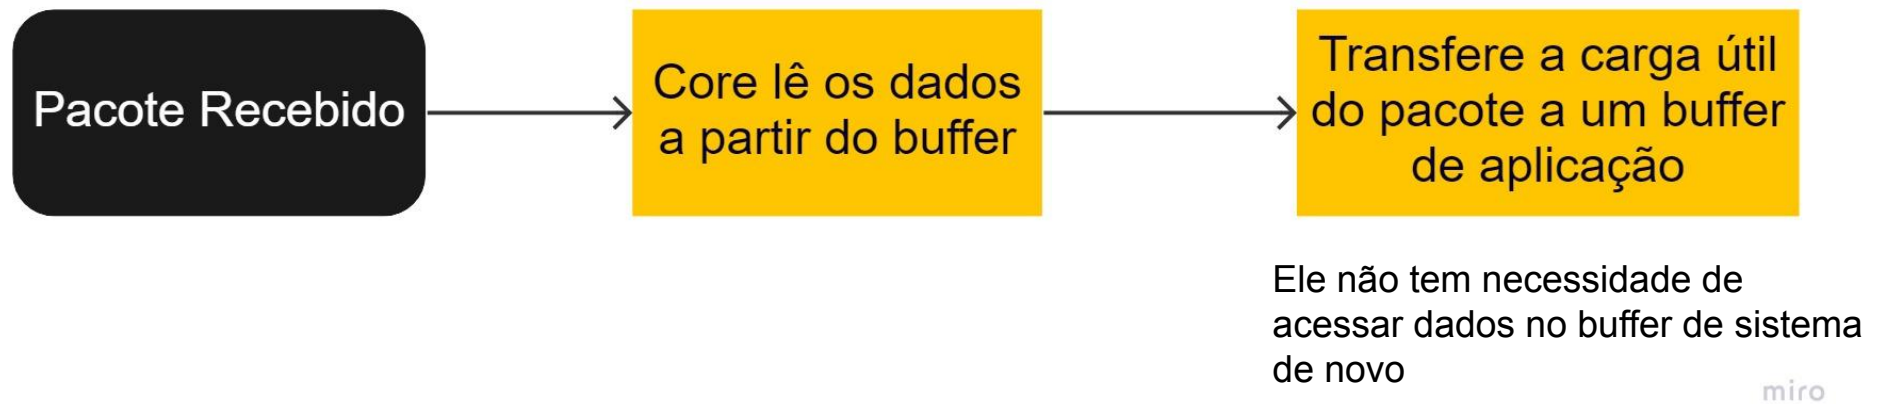 Pacote Recebido
Core lê os dados
a partir do buffer
Transfere a carga útil
do pacote a um buffer
de aplicação
Ele não tem necessidade de
acessar dados no buffer de sistema
de novo
miro